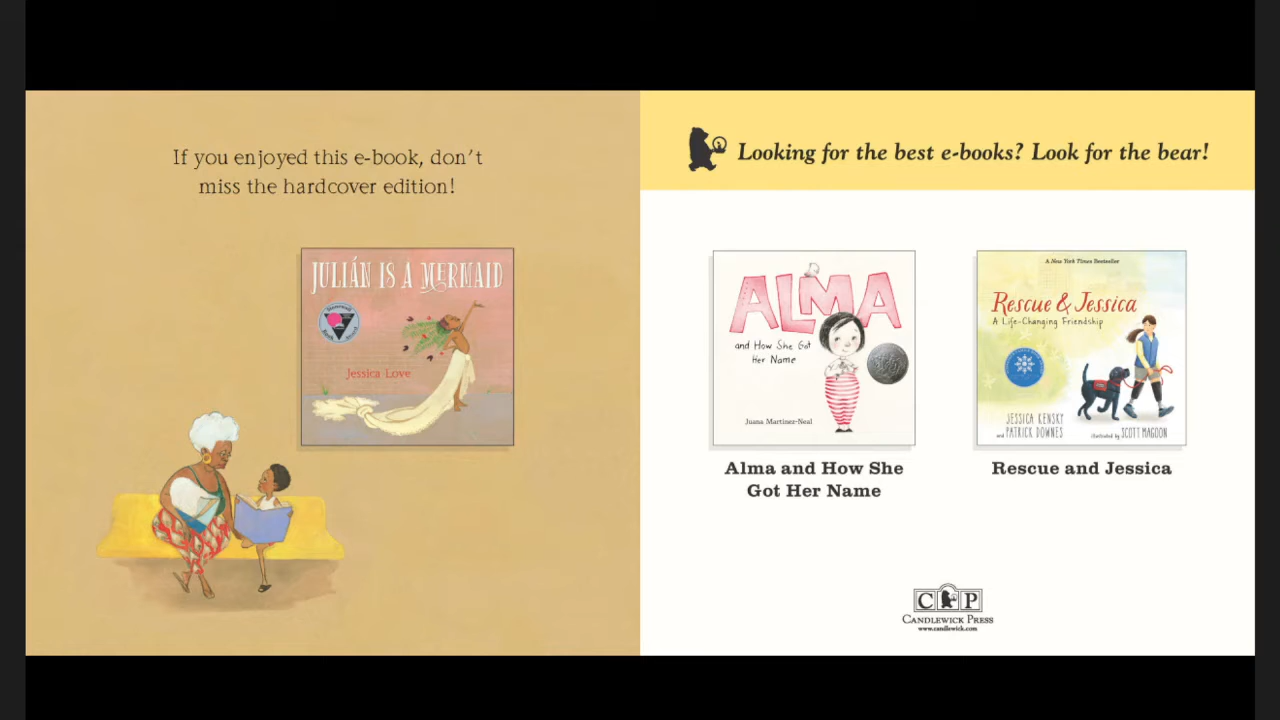 If you enjoyed this e-book, don't
miss the hardcover edition!
JULIÁN IS A MERMAID
Jessica Love
Looking for the best e-books? Look for the bear!
ALMA
and How She Got
Her Name
Juana Martinez-Neal
Alma and How She
Got Her Name
A New York Times Bestseller
Rescue & Jessica
A Life-Changing Friendship
JESSICA KENSKY
and PATRICK DOWNES
illustrated by SCOTT MAGOON
Rescue and Jessica
C P
CANDLEWICK PRESS
www.candlewick.com